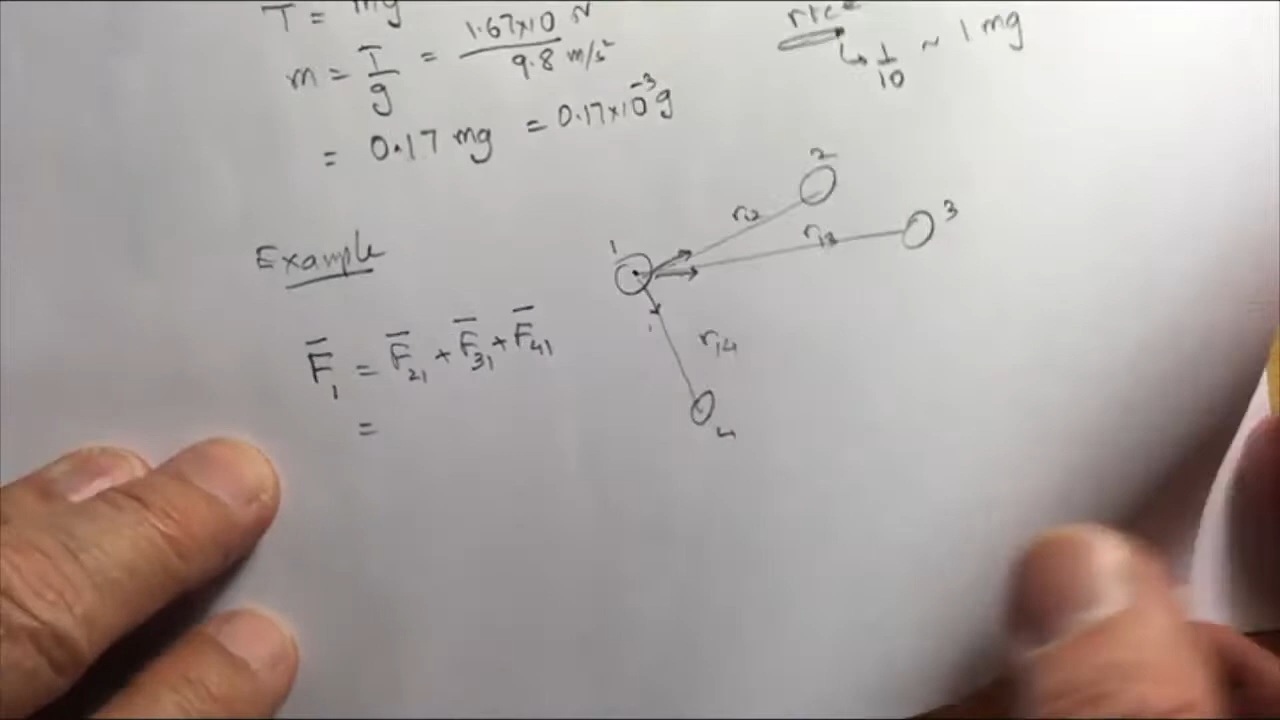 T = mg
m = T/g = 1.67×10 N / 9.8 m/s²
= 0.17 mg = 0.17×10⁻³ g
rice
↳ 1/10 ~ 1 mg
Example
F̅₁ = F̅₂₁ + F̅₃₁ + F̅₄₁
=
1
2
3
4
r₁₂
r₁₃
r₁₄